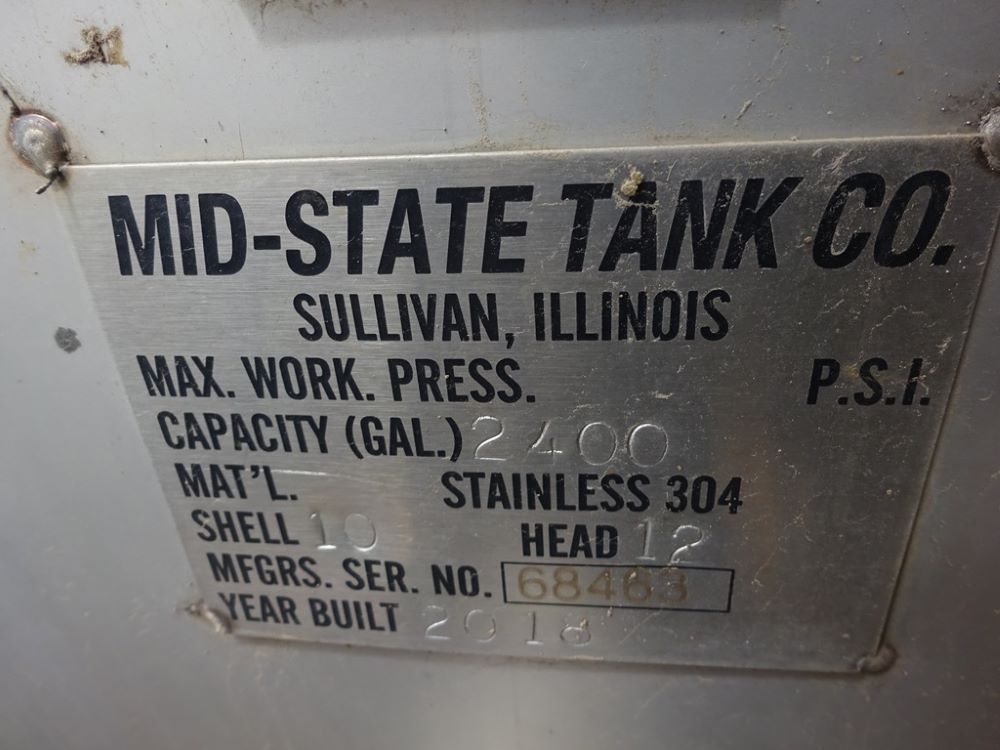 MID-STATE TANK CO.
SULLIVAN, ILLINOIS
MAX. WORK. PRESS. P.S.I.
CAPACITY (GAL.) 2400
MAT'L. STAINLESS 304
SHELL 10 HEAD 12
MFGRS. SER. NO. 68463
YEAR BUILT 2018